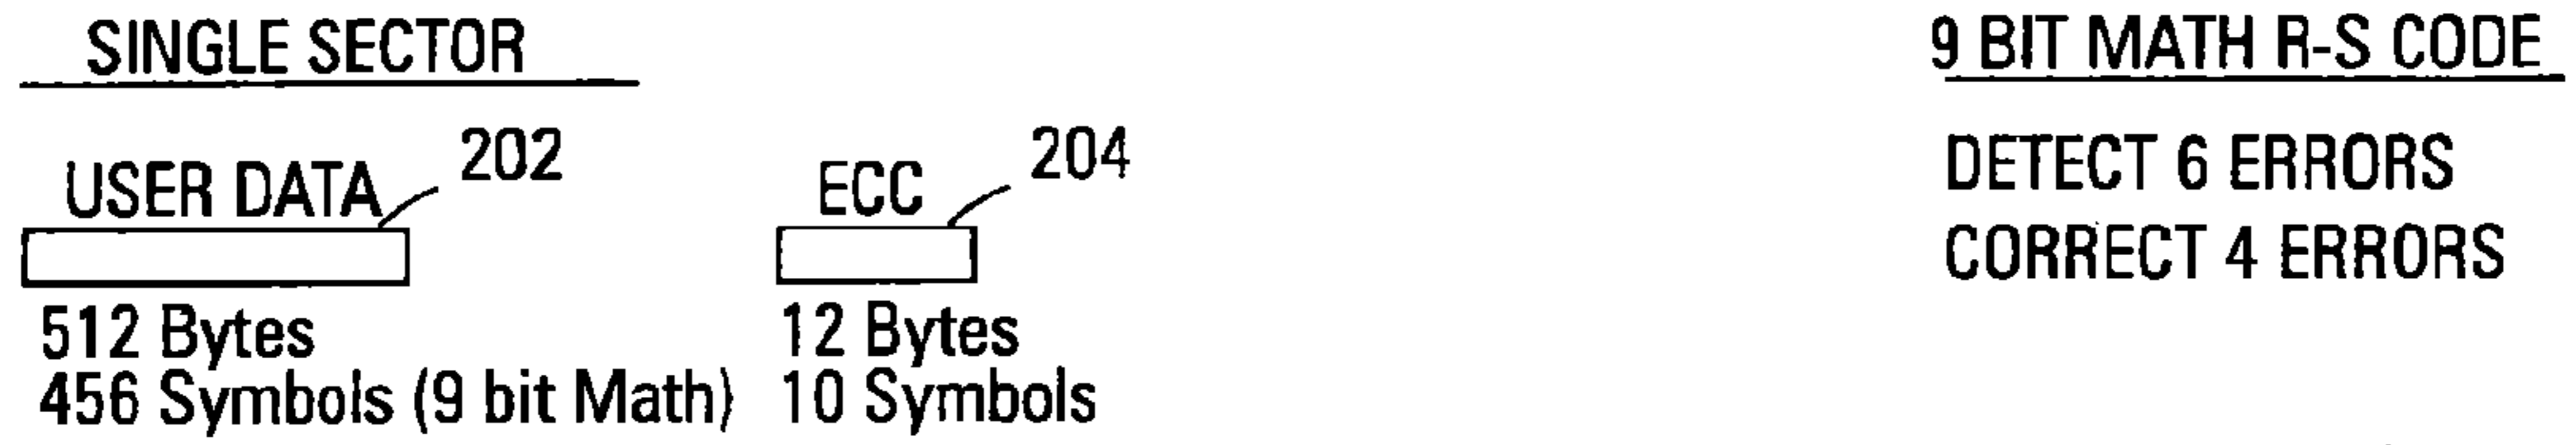 SINGLE SECTOR
9 BIT MATH R-S CODE
USER DATA 202
ECC 204
512 Bytes
456 Symbols (9 bit Math)
12 Bytes
10 Symbols
DETECT 6 ERRORS
CORRECT 4 ERRORS